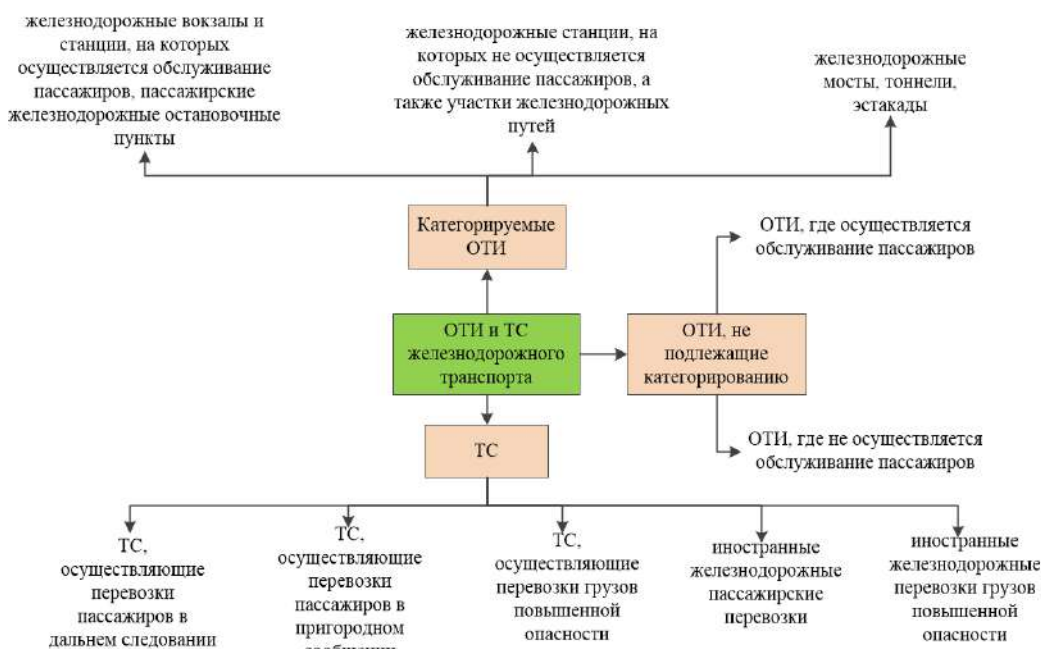 железнодорожные вокзалы и
станции, на которых
осуществляется обслуживание
пассажиров, пассажирские
железнодорожные остановочные
пункты
железнодорожные станции, на
которых не осуществляется
обслуживание пассажиров, а
также участки железнодорожных
путей
железнодорожные
мосты, тоннели,
эстакады
Категорируемые
ОТИ
ОТИ, где осуществляется
обслуживание пассажиров
ОТИ и ТС
железнодорожного
транспорта
ОТИ, не
подлежащие
категорированию
ОТИ, где не осуществляется
обслуживание пассажиров
ТС
ТС,
осуществляющие
перевозки
пассажиров в
дальнем следовании
ТС,
осуществляющие
перевозки
пассажиров в
пригородном
ТС,
осуществляющие
перевозки грузов
повышенной
опасности
иностранные
железнодорожные
пассажирские
перевозки
иностранные
железнодорожные
перевозки грузов
повышенной
опасности